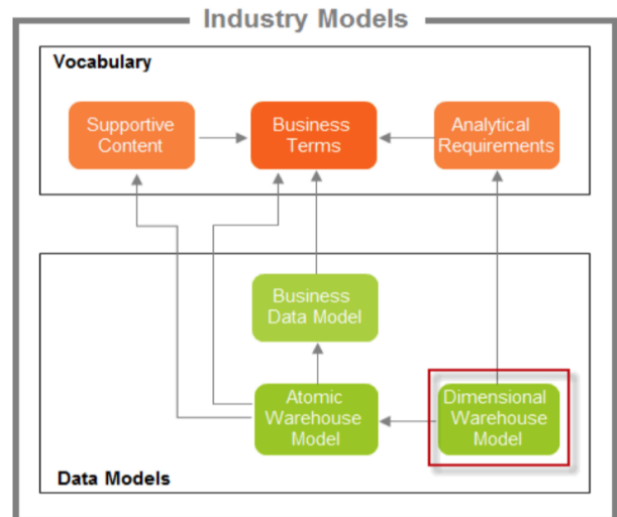 Industry Models
Vocabulary
Supportive
Content
Business
Terms
Analytical
Requirements
Business
Data Model
Atomic
Warehouse
Model
Dimensional
Warehouse
Model
Data Models